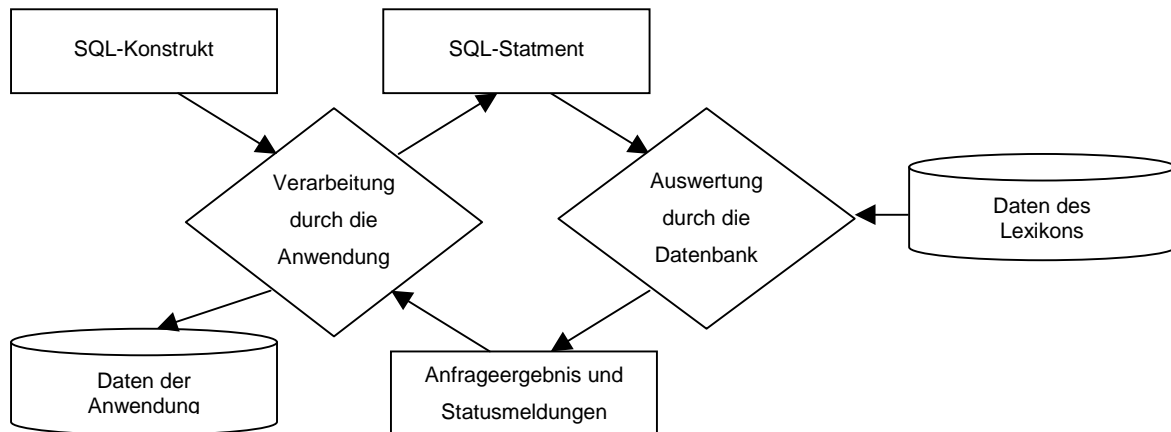 SQL-Konstrukt
SQL-Statment
Verarbeitung
durch die
Anwendung
Auswertung
durch die
Datenbank
Daten des
Lexikons
Daten der
Anwendung
Anfrageergebnis und
Statusmeldungen